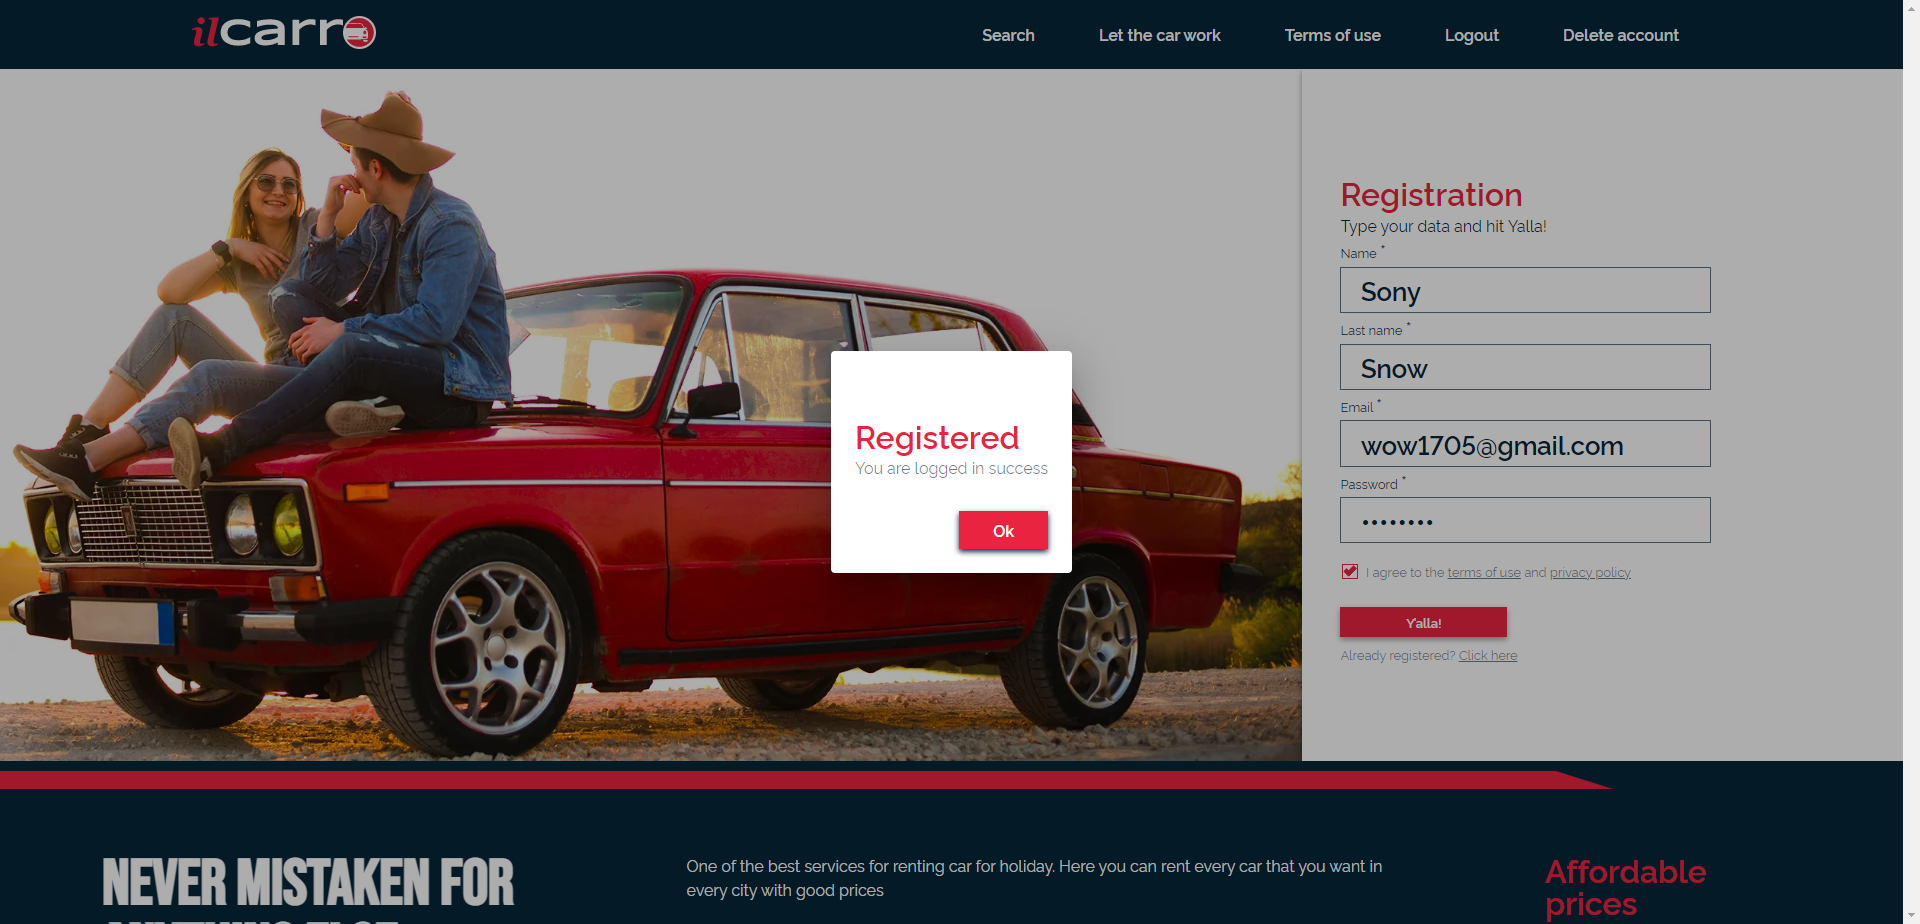 ilcarro
Search
Let the car work
Terms of use
Logout
Delete account
Registration
Type your data and hit Yalla!
Name *
Sony
Last name *
Snow
Email *
wow1705@gmail.com
Password *
••••••••
I agree to the terms of use and privacy policy
Y'alla!
Already registered? Click here
Registered
You are logged in success
Ok
NEVER MISTAKEN FOR
ANYTHING ELSE
One of the best services for renting car for holiday. Here you can rent every car that you want in
every city with good prices
Affordable
prices